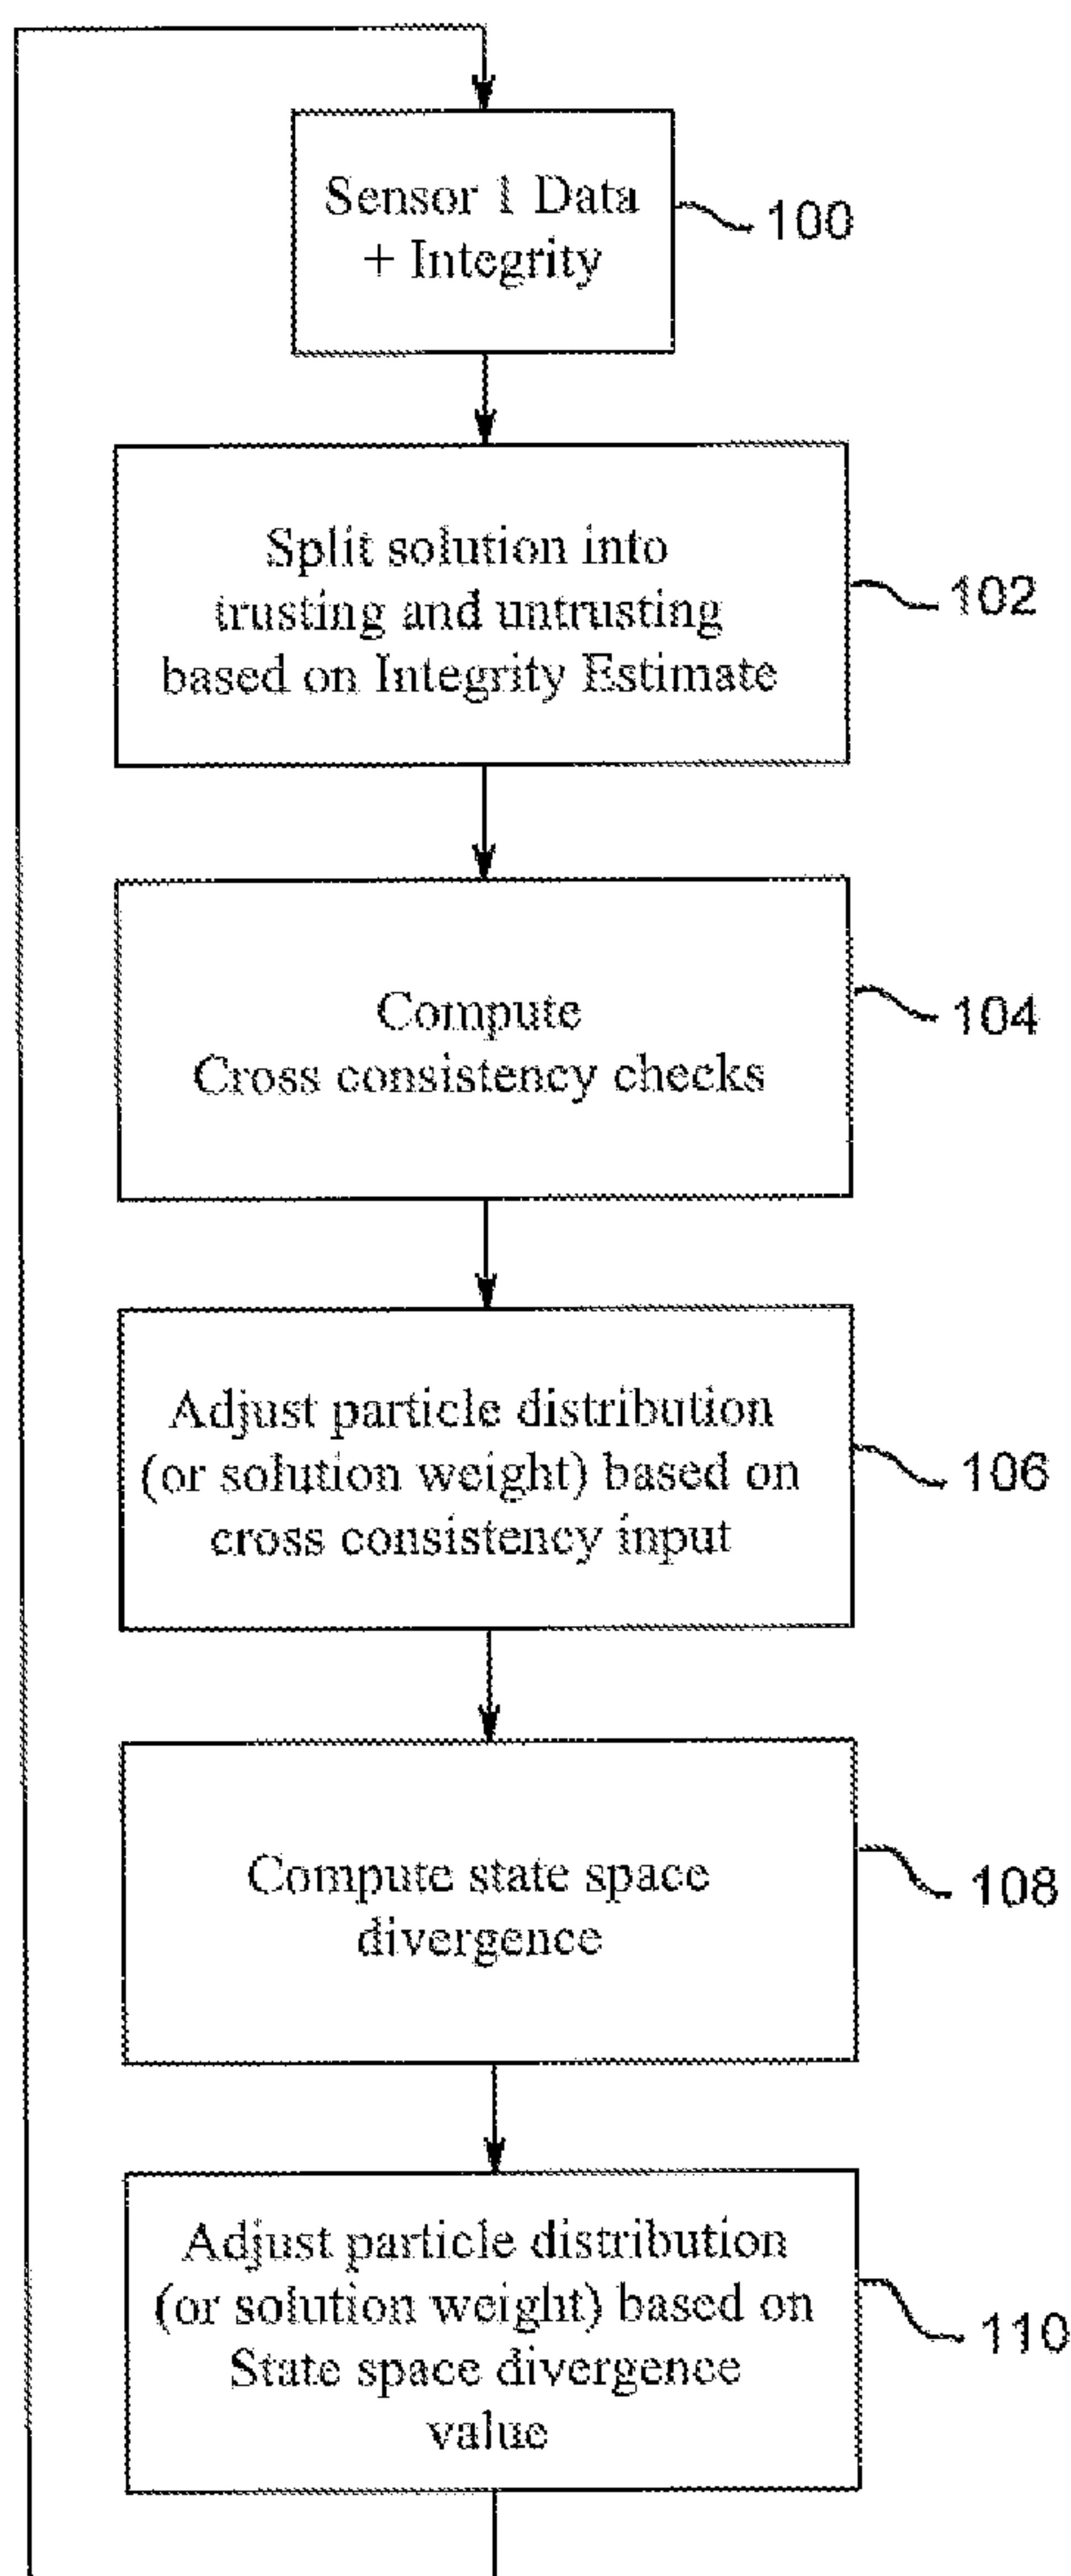 Sensor 1 Data
+ Integrity
100
Split solution into
trusting and untrusting
based on Integrity Estimate
102
Compute
Cross consistency checks
104
Adjust particle distribution
(or solution weight) based on
cross consistency input
106
Compute state space
divergence
108
Adjust particle distribution
(or solution weight) based on
State space divergence
value
110